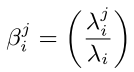 β_i^j = (λ_i^j / λ_i)